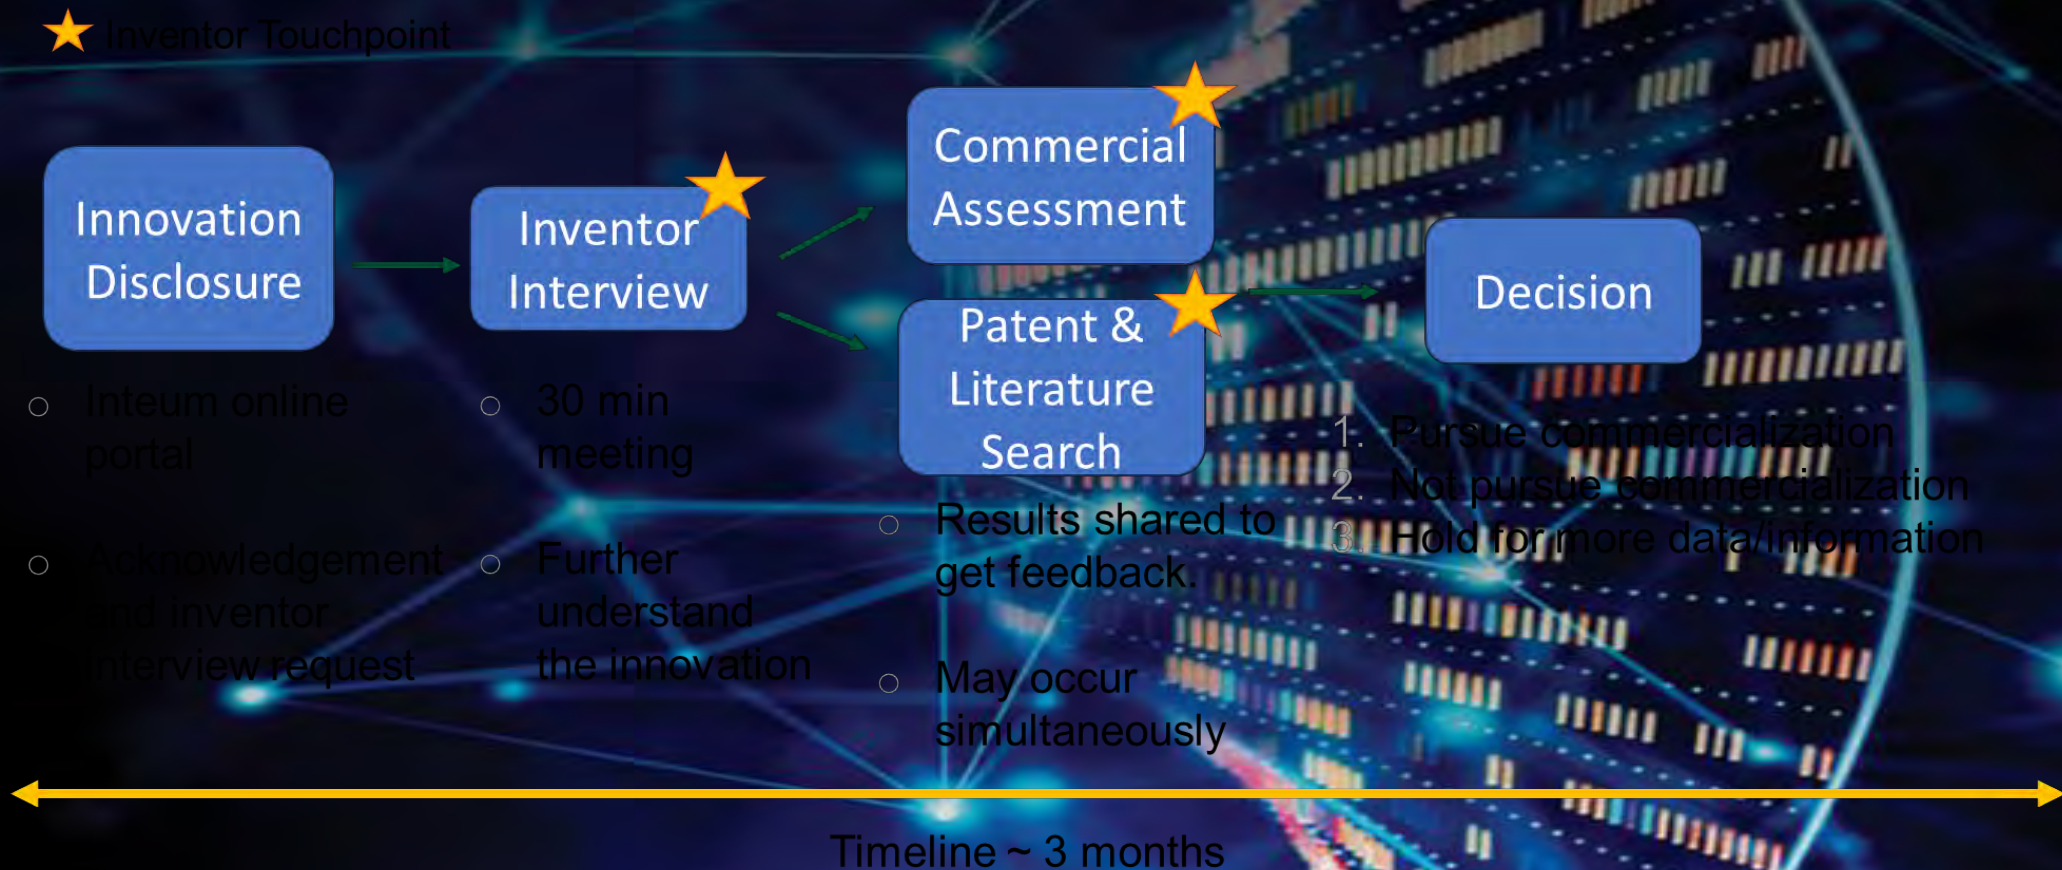 Inventor Touchpoint
Innovation
Disclosure
Inventor
Interview
Commercial
Assessment
Patent &
Literature
Search
Decision
○ Inteum online
portal
○ Acknowledgement
and inventor
interview request
○ 30 min
meeting
○ Further
understand
the innovation
○ Results shared to
get feedback.
○ May occur
simultaneously
1. Pursue commercialization
2. Not pursue commercialization
3. Hold for more data/information
Timeline ~ 3 months